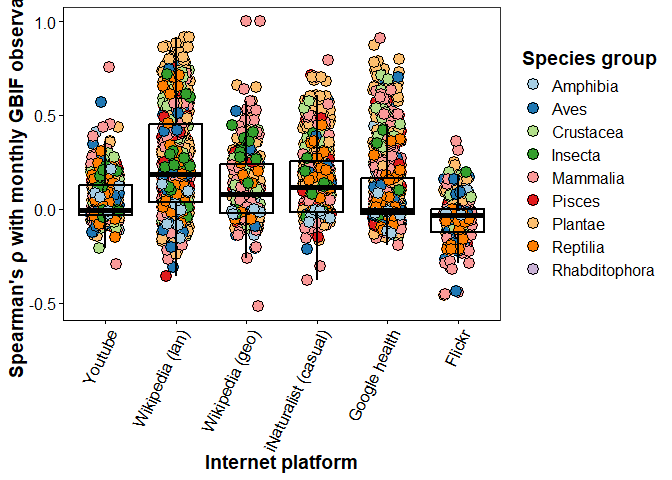 Spearman's ρ with monthly GBIF observa
1.0
0.5
0.0
-0.5
Youtube
Wikipedia (lan)
Wikipedia (geo)
iNaturalist (casual)
Google health
Flickr
Internet platform
Species group
Amphibia
Aves
Crustacea
Insecta
Mammalia
Pisces
Plantae
Reptilia
Rhabditophora